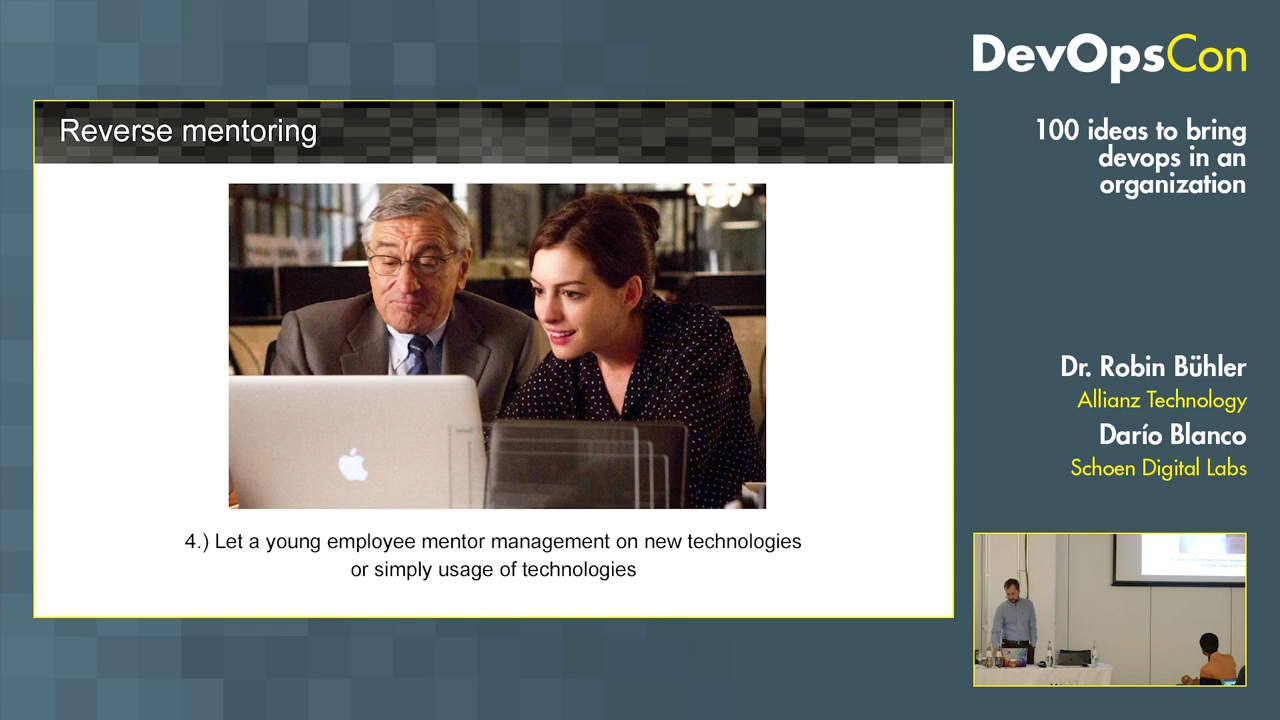 DevOpsCon
100 ideas to bring
devops in an
organization
Reverse mentoring
4.) Let a young employee mentor management on new technologies
or simply usage of technologies
Dr. Robin Bühler
Allianz Technology
Darío Blanco
Schoen Digital Labs